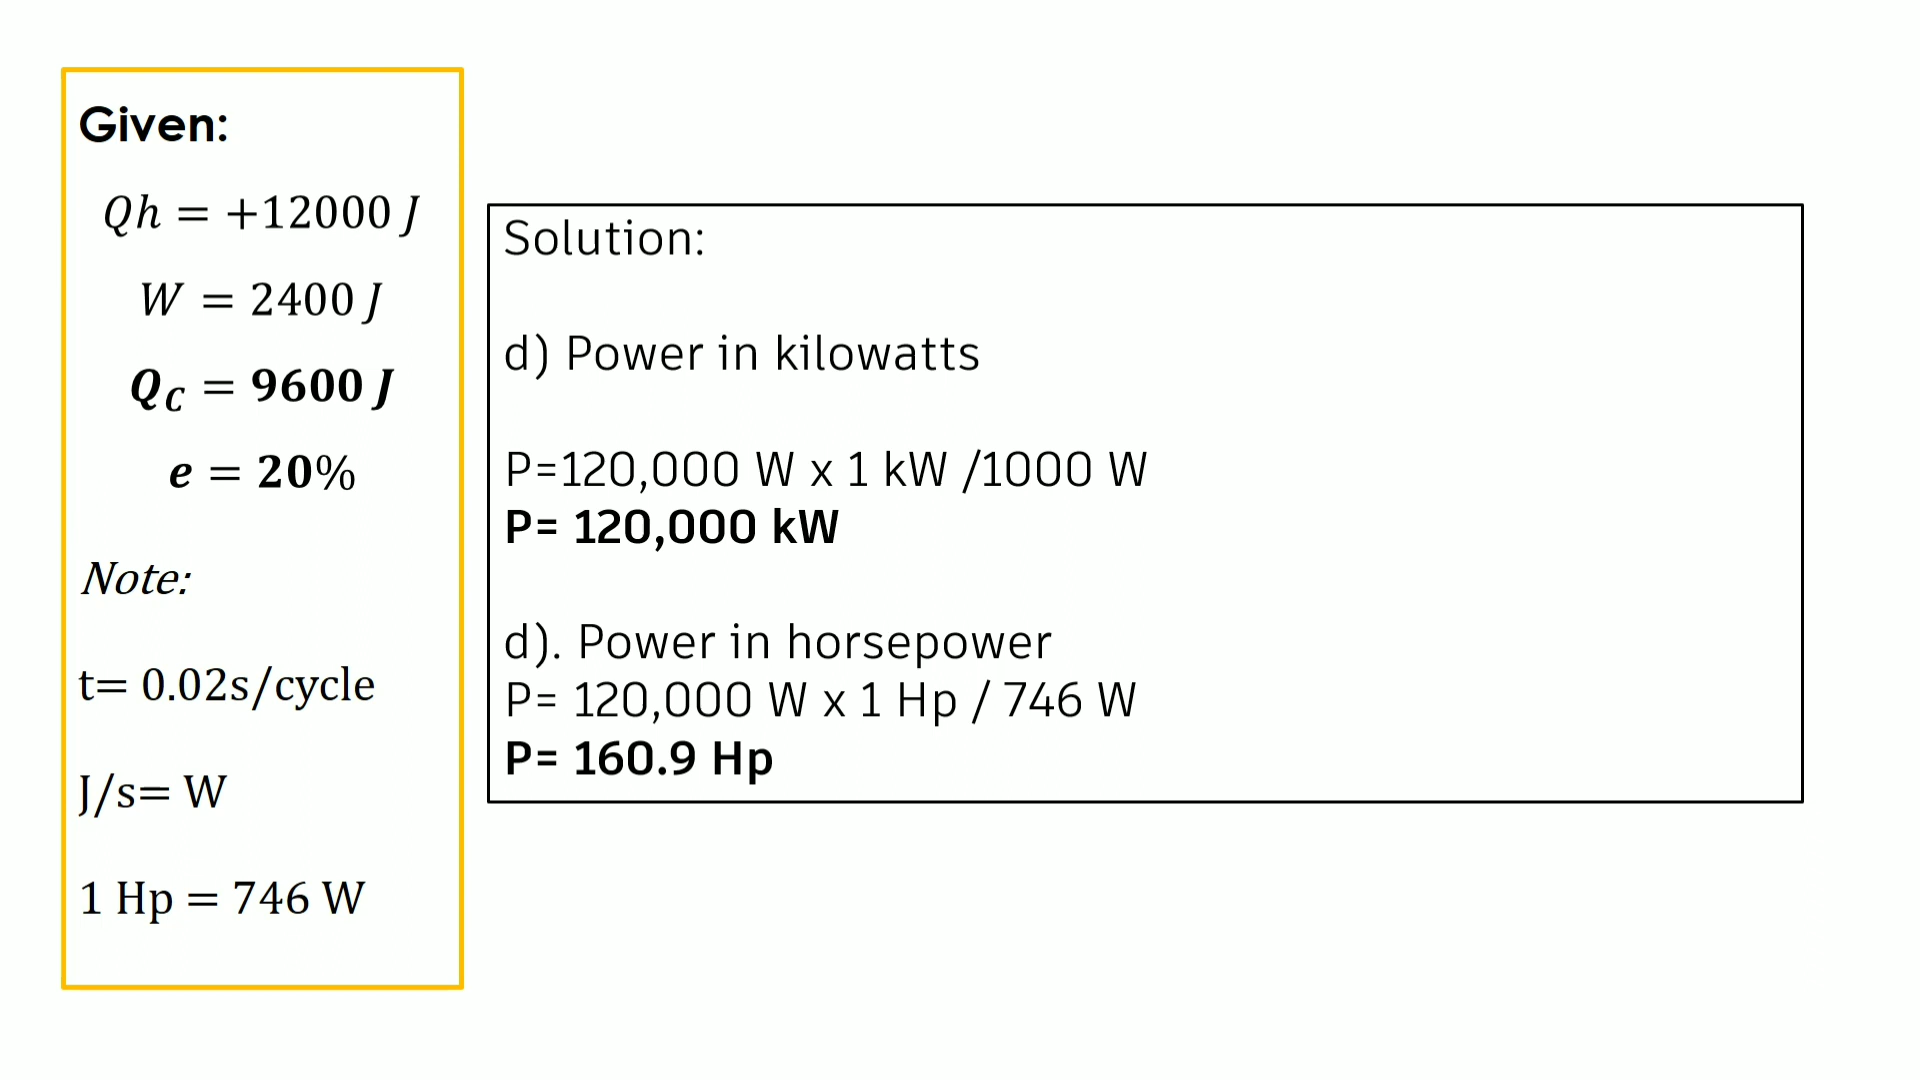 Given:
Qh = +12000 J
W = 2400 J
Q_C = 9600 J
e = 20%
Note:
t= 0.02s/cycle
J/s= W
1 Hp = 746 W
Solution:
d) Power in kilowatts
P=120,000 W x 1 kW /1000 W
P= 120,000 kW
d). Power in horsepower
P= 120,000 W x 1 Hp / 746 W
P= 160.9 Hp